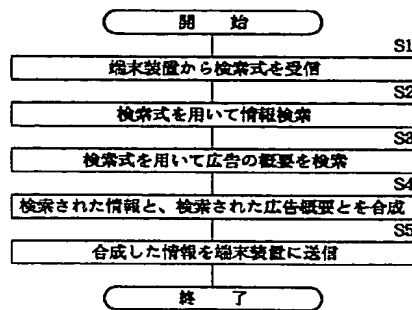 開 始
S1
端末装置から検索式を受信
S2
検索式を用いて情報検索
S3
検索式を用いて広告の概要を検索
S4
検索された情報と、検索された広告概要とを合成
S5
合成した情報を端末装置に送信
終 了